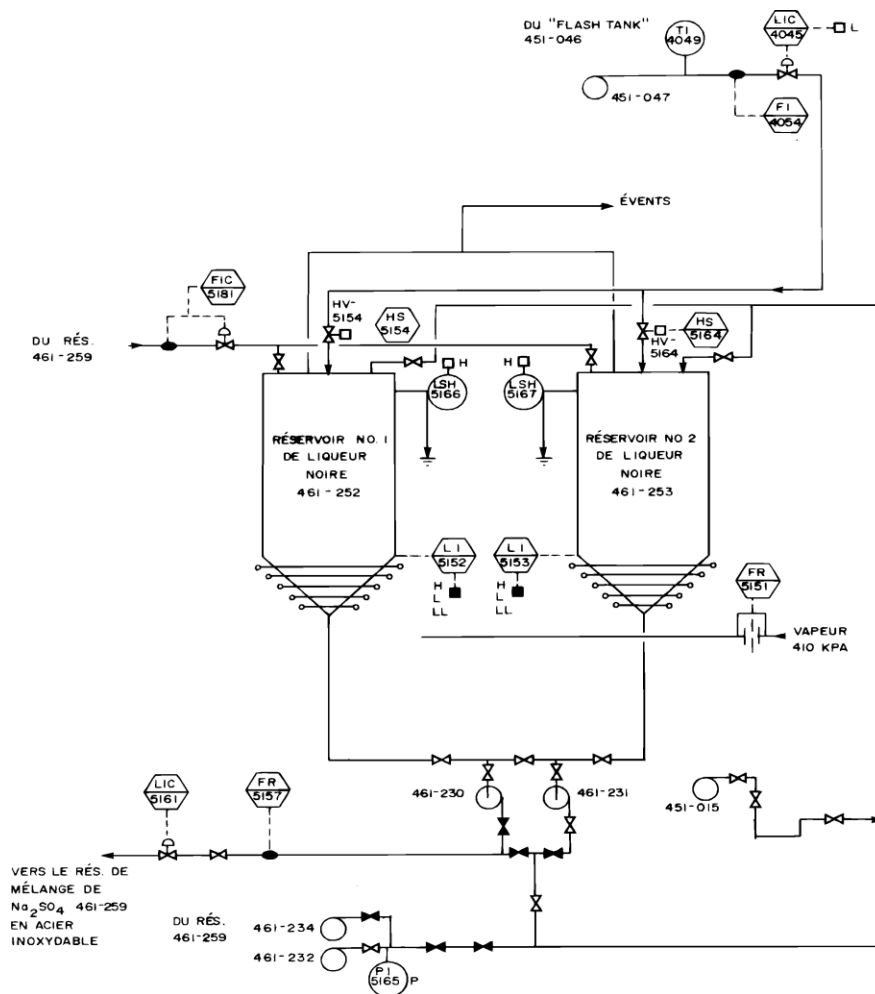 DU "FLASH TANK"
451-046
TI
4049
LIC
4045
L
451-047
FI
4054
ÉVENTS
FIC
5181
HV-
5154
HS
5154
HS
5164
HV-
5164
DU RÉS.
461-259
H
LSH
5166
H
LSH
5167
RÉSERVOIR NO. 1
DE LIQUEUR
NOIRE
461-252
RÉSERVOIR NO 2
DE LIQUEUR
NOIRE
461-253
LI
5152
H
L
LL
LI
5153
H
L
LL
FR
5151
VAPEUR
410 KPA
461-230
461-231
451-015
LIC
5161
FR
5157
VERS LE RÉS. DE
MÉLANGE DE
Na2SO4 461-259
EN ACIER
INOXYDABLE
DU RÉS.
461-259
461-234
461-232
PI
5165
P